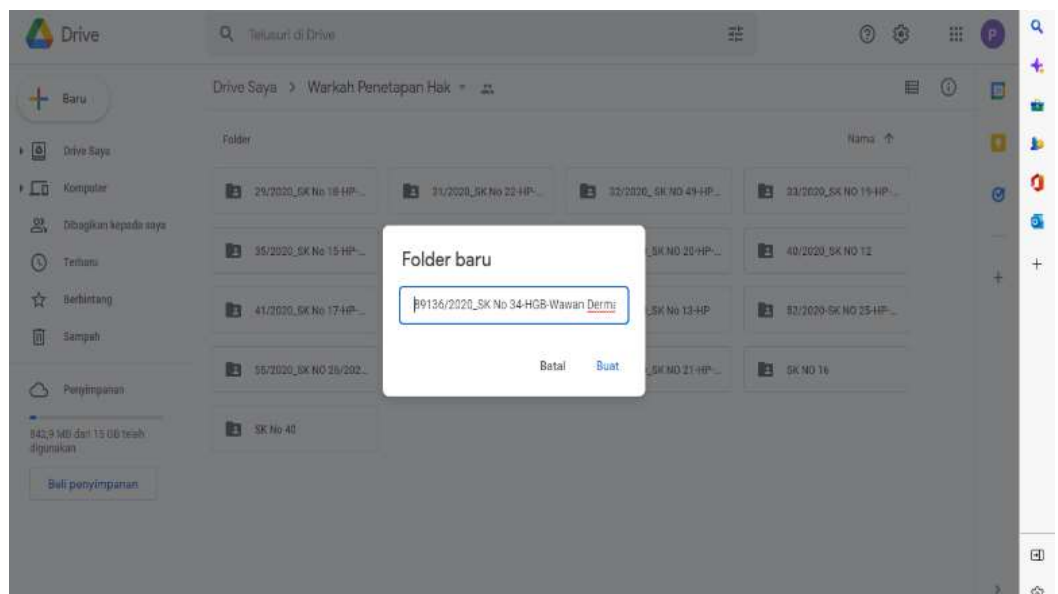 Drive
Telusuri di Drive
P
Baru
Drive Saya > Warkah Penetapan Hak
Folder
Nama
Drive Saya
Komputer
Dibagikan kepada saya
Terbaru
Berbintang
Sampah
Penyimpanan
842,9 MB dari 15 GB telah
digunakan
Beli penyimpanan
29/2020_SK No 18-HP-...
31/2020_SK No 22-HP-...
32/2020_ SK NO 49-HP...
33/2020_SK NO 19-HP-...
35/2020_SK No 15-HP-...
_SK NO 20-HP-...
40/2020_SK NO 12
41/2020_SK No 17-HP-...
_SK No 13-HP
52/2020-SK NO 25-HP-...
55/2020_SK NO 26/202...
_SK NO 21-HP-...
SK NO 16
SK No 40
Folder baru
89136/2020_SK No 34-HGB-Wawan Derma
Batal
Buat